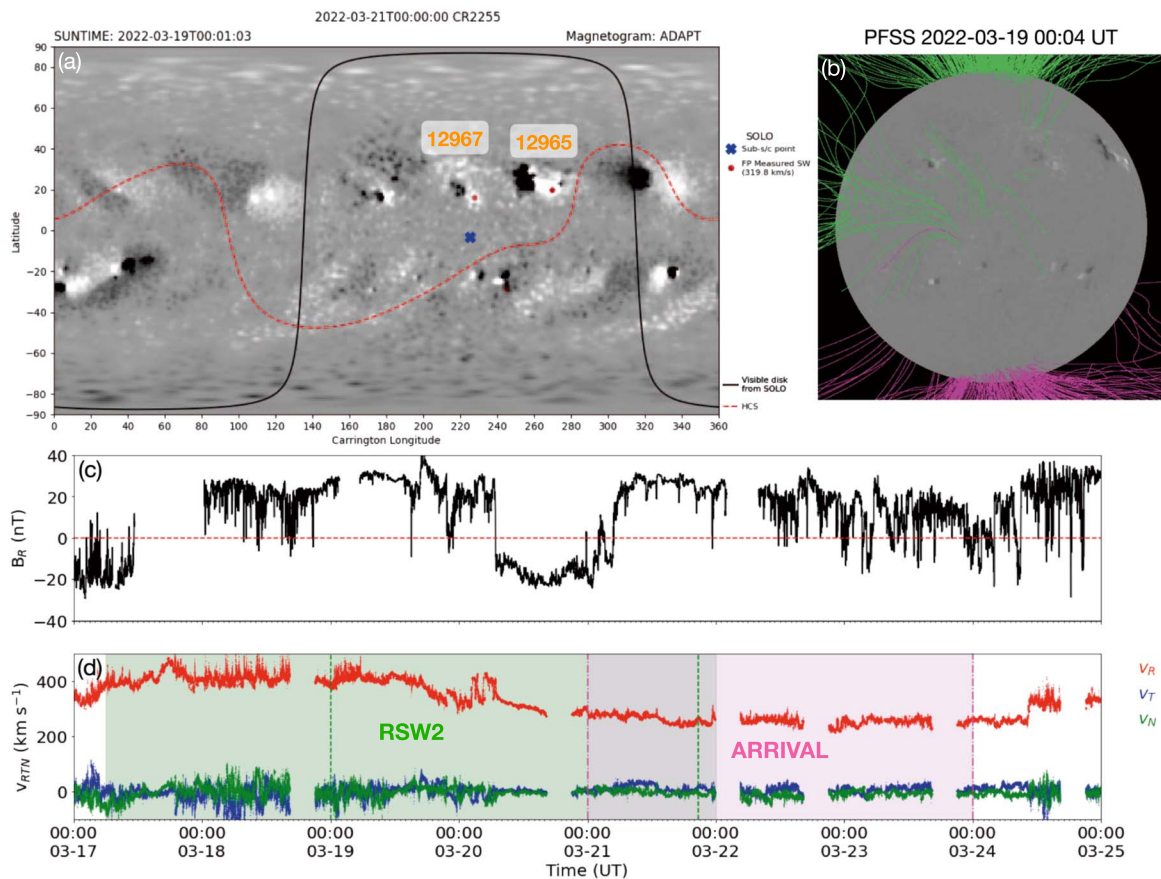 2022-03-21T00:00:00 CR2255
SUNTIME: 2022-03-19T00:01:03
Magnetogram: ADAPT
(a)
90
80
60
40
20
0
-20
-40
-60
-80
-90
Latitude
12967
12965
SOLO
Sub-s/c point
FP Measured SW
(319.8 km/s)
Visible disk
from SOLO
HCS
0 20 40 60 80 100 120 140 160 180 200 220 240 260 280 300 320 340 360
Carrington Longitude
PFSS 2022-03-19 00:04 UT
(b)
(c)
40
20
0
−20
−40
B_R (nT)
(d)
400
200
0
v_RTN (km s⁻¹)
RSW2
ARRIVAL
v_R
v_T
v_N
00:00 00:00 00:00 00:00 00:00 00:00 00:00 00:00 00:00
03-17 03-18 03-19 03-20 03-21 03-22 03-23 03-24 03-25
Time (UT)